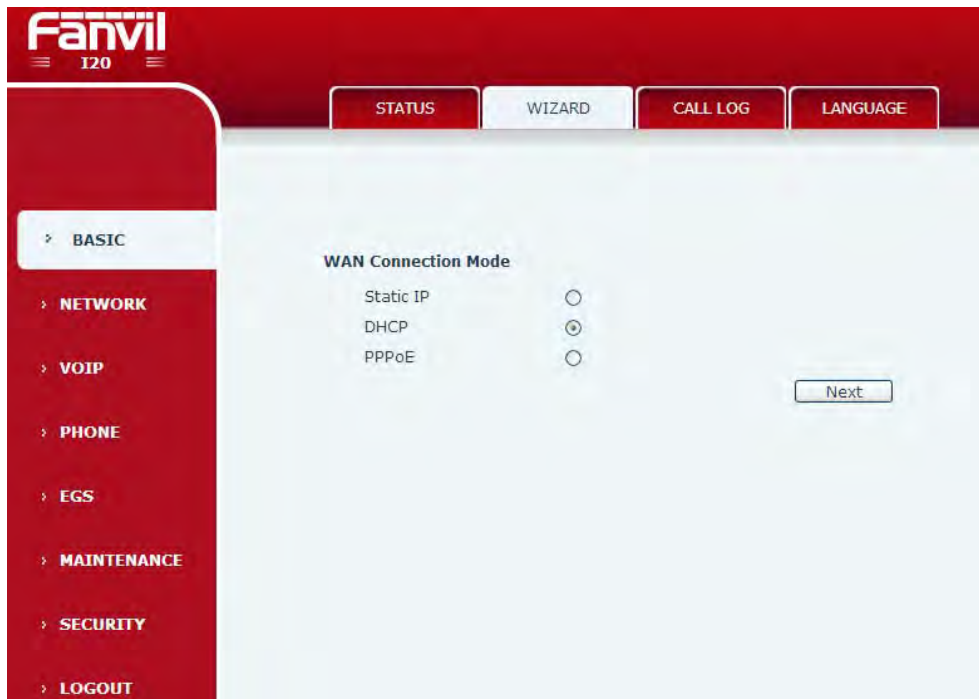 Fanvil
I20
STATUS
WIZARD
CALL LOG
LANGUAGE
BASIC
NETWORK
VOIP
PHONE
EGS
MAINTENANCE
SECURITY
LOGOUT
WAN Connection Mode
Static IP
DHCP
PPPoE
Next